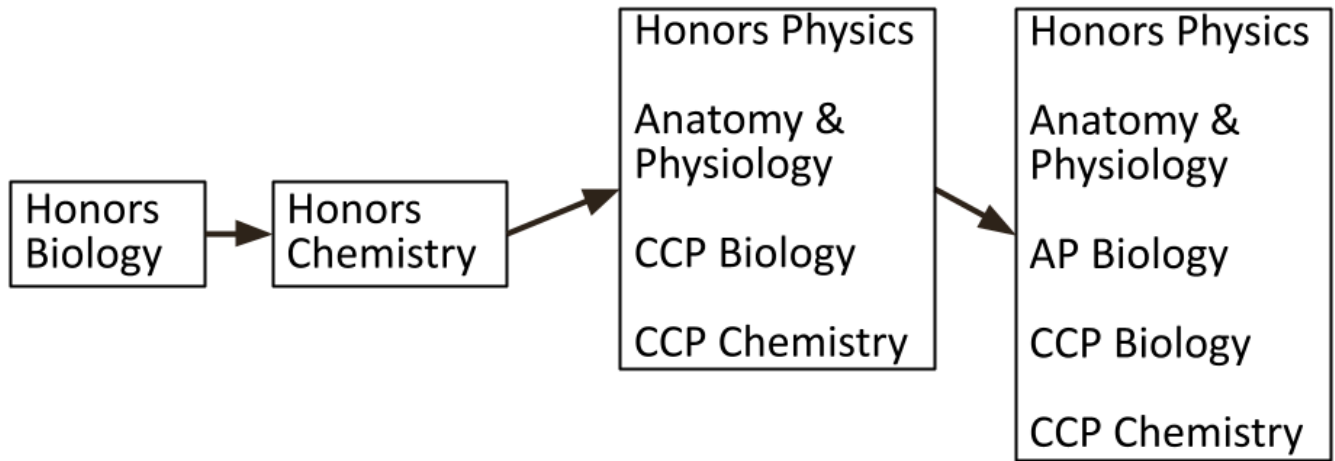 Honors
Biology
Honors
Chemistry
Honors Physics
Anatomy &
Physiology
CCP Biology
CCP Chemistry
Honors Physics
Anatomy &
Physiology
AP Biology
CCP Biology
CCP Chemistry